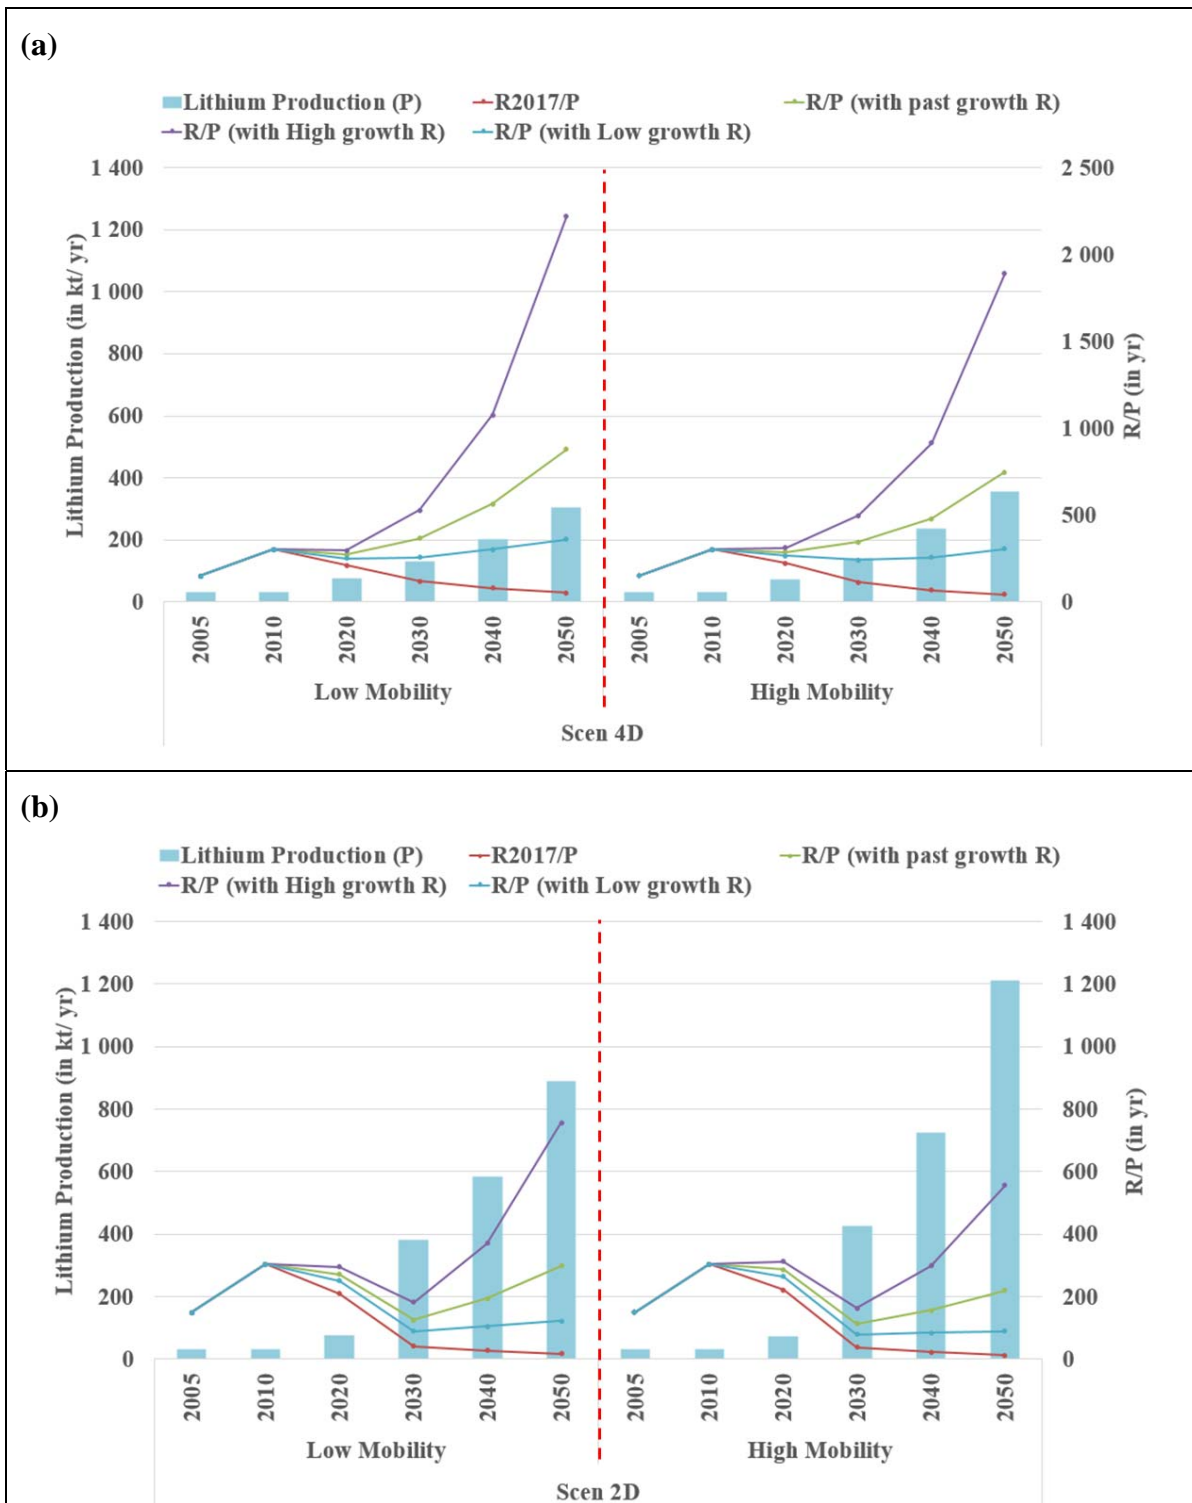 (a)
Lithium Production (P) R2017/P R/P (with past growth R)
R/P (with High growth R) R/P (with Low growth R)
Lithium Production (in kt/ yr)
1 400
1 200
1 000
800
600
400
200
0
2 500
2 000
1 500
1 000
500
0
R/P (in yr)
2005 2010 2020 2030 2040 2050 2005 2010 2020 2030 2040 2050
Low Mobility High Mobility
Scen 4D
(b)
Lithium Production (P) R2017/P R/P (with past growth R)
R/P (with High growth R) R/P (with Low growth R)
Lithium Production (in kt/ yr)
1 400
1 200
1 000
800
600
400
200
0
1 400
1 200
1 000
800
600
400
200
0
R/P (in yr)
2005 2010 2020 2030 2040 2050 2005 2010 2020 2030 2040 2050
Low Mobility High Mobility
Scen 2D